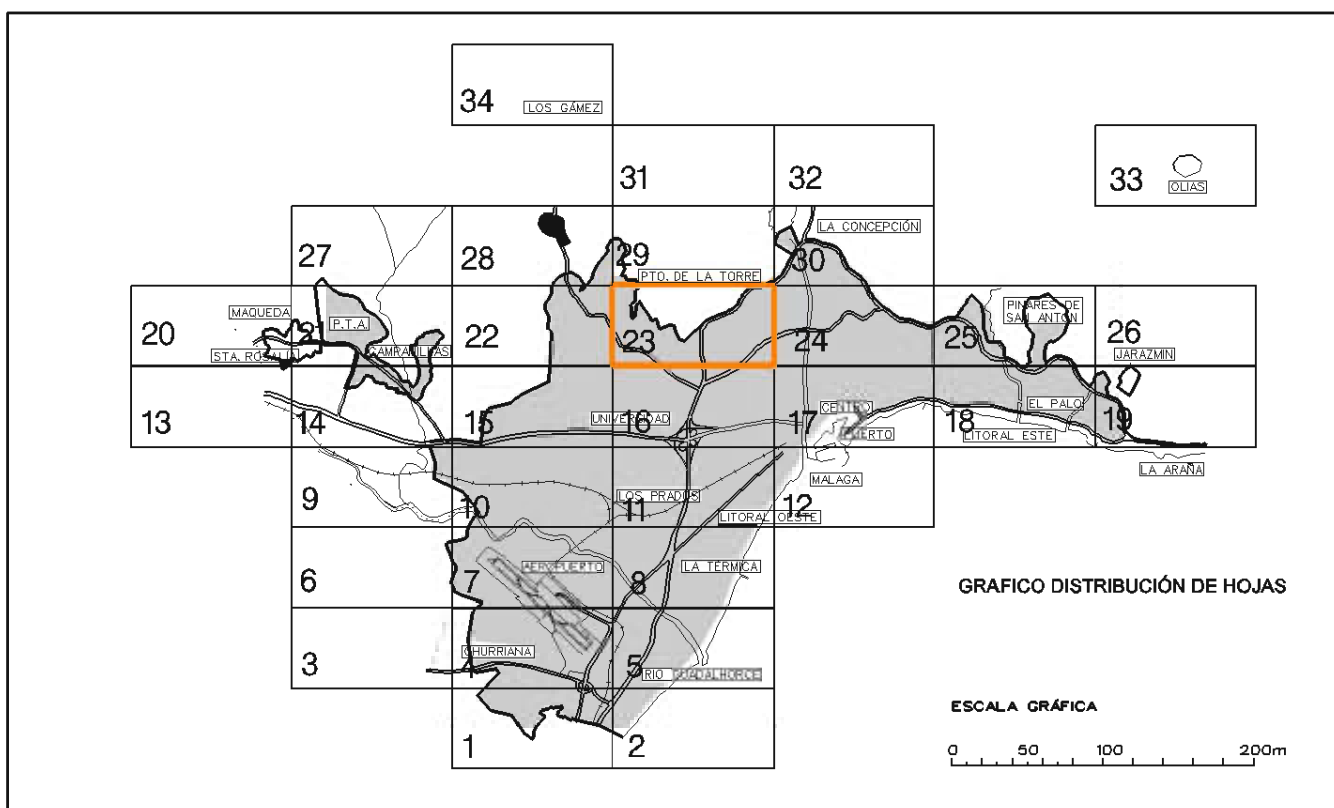 34
LOS GÁMEZ
31
32
33
OLIAS
LA CONCEPCIÓN
27
28
29
30
PTO. DE LA TORRE
MAQUEDA
P.T.A.
PINARES DE
SAN ANTON
20
STA. ROSALIA
21
CAMPANILLAS
22
23
24
25
26
JARAZMIN
13
14
15
UNIVERSIDAD
16
17
CENTRO
PUERTO
18
EL PALO
LITORAL ESTE
19
LA ARAÑA
MALAGA
9
10
LOS PRADOS
11
LITORAL OESTE
12
6
7
AEROPUERTO
8
LA TÉRMICA
GRAFICO DISTRIBUCIÓN DE HOJAS
3
CHURRIANA
5
RIO GUADALHORCE
ESCALA GRÁFICA
1
2
0 50 100 200m